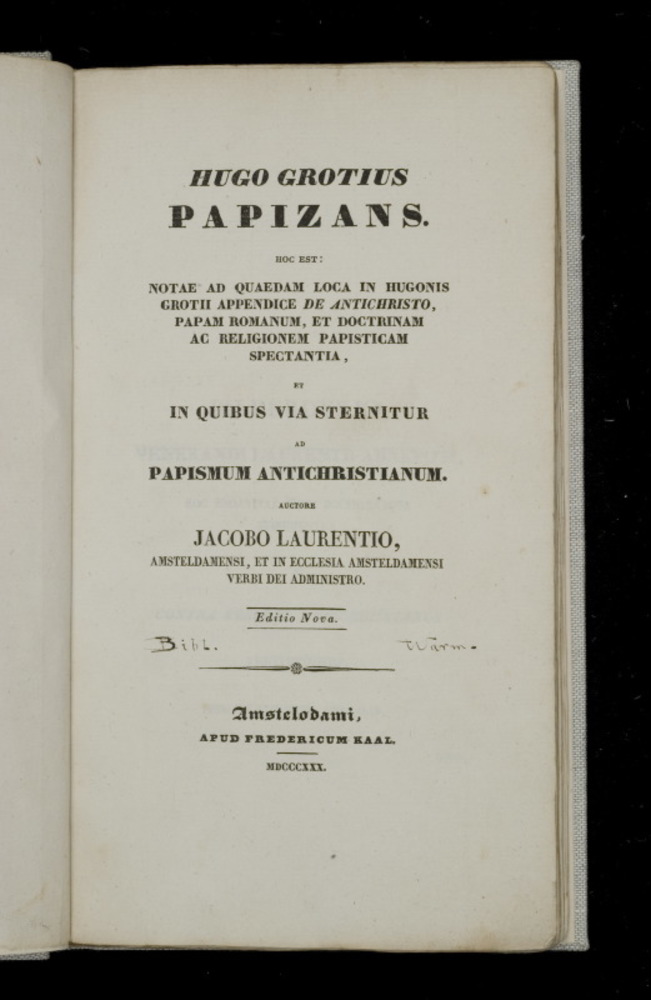 HUGO GROTIUS
PAPIZANS.
HOC EST:
NOTAE AD QUAEDAM LOCA IN HUGONIS
GROTII APPENDICE DE ANTICHRISTO,
PAPAM ROMANUM, ET DOCTRINAM
AC RELIGIONEM PAPISTICAM
SPECTANTIA,
ET
IN QUIBUS VIA STERNITUR
AD
PAPISMUM ANTICHRISTIANUM.
AUCTORE
JACOBO LAURENTIO,
AMSTELDAMENSI, ET IN ECCLESIA AMSTELDAMENSI
VERBI DEI ADMINISTRO.
Editio Nova.
Bibl. Warm.
Amstelodami,
APUD FREDERICUM KAAL.
MDCCCXXX.